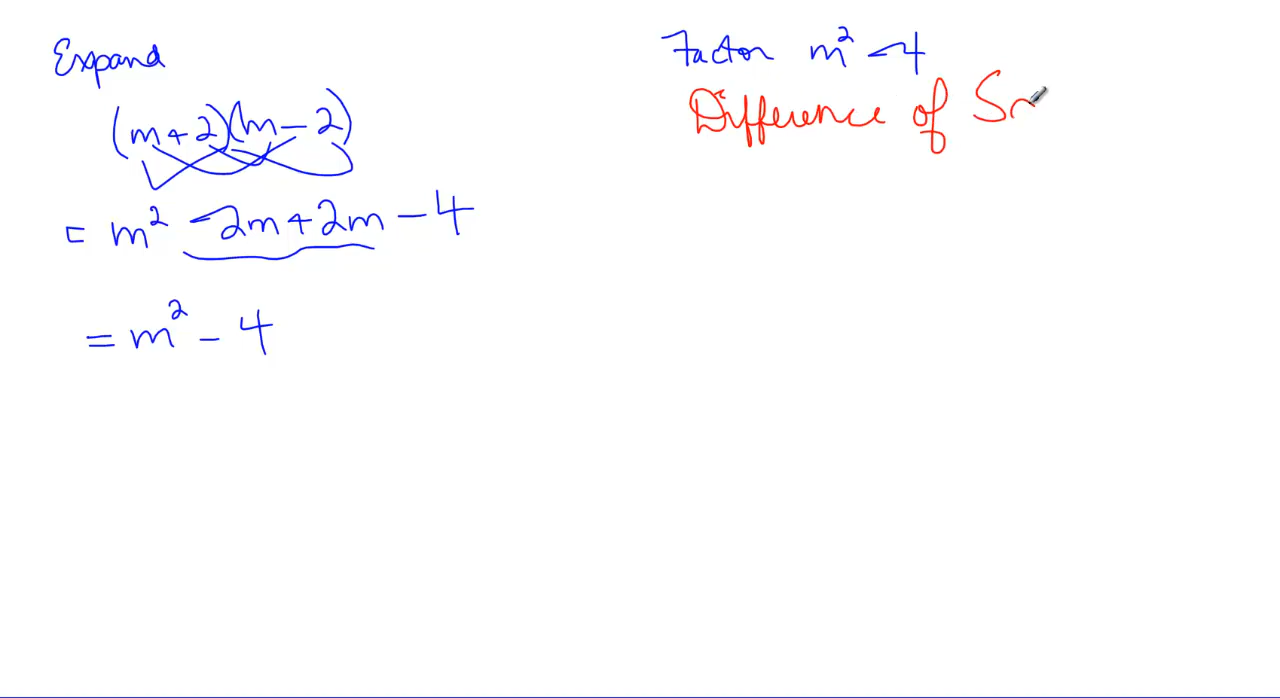 Expand
(m+2)(m-2)
= m² -2m+2m-4
= m² - 4
Factor m² -4
Difference of